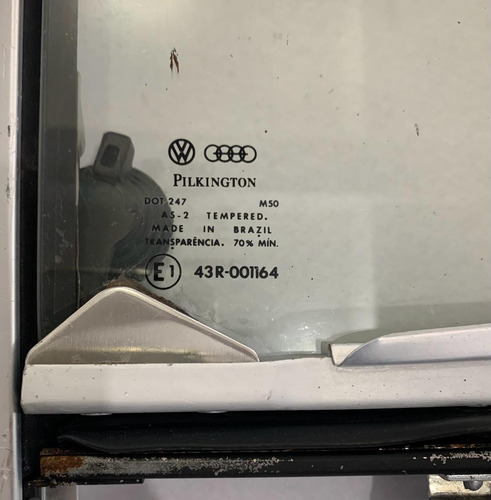 PILKINGTON
DOT 247 M50
AS-2 TEMPERED.
MADE IN BRAZIL
TRANSPARÊNCIA. 70% MÍN.
E1 43R-001164